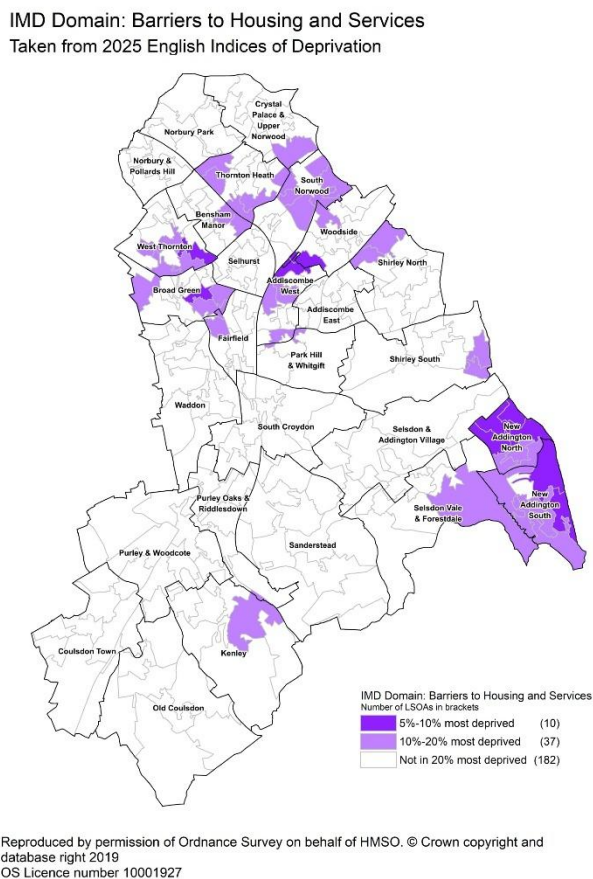 IMD Domain: Barriers to Housing and Services
Taken from 2025 English Indices of Deprivation
Crystal
Palace &
Upper
Norwood
Norbury Park
Norbury &
Pollards Hill
Thornton Heath
South
Norwood
Bensham
Manor
Woodside
West Thornton
Selhurst
Shirley North
Broad Green
Addiscombe
West
Addiscombe
East
Fairfield
Park Hill
& Whitgift
Shirley South
Waddon
South Croydon
Selsdon &
Addington Village
New
Addington
North
Purley Oaks &
Riddlesdown
New
Addington
South
Selsdon Vale
& Forestdale
Sanderstead
Purley & Woodcote
Kenley
Coulsdon Town
Old Coulsdon
IMD Domain: Barriers to Housing and Services
Number of LSOAs in brackets
5%-10% most deprived (10)
10%-20% most deprived (37)
Not in 20% most deprived (182)
Reproduced by permission of Ordnance Survey on behalf of HMSO. © Crown copyright and
database right 2019
OS Licence number 10001927